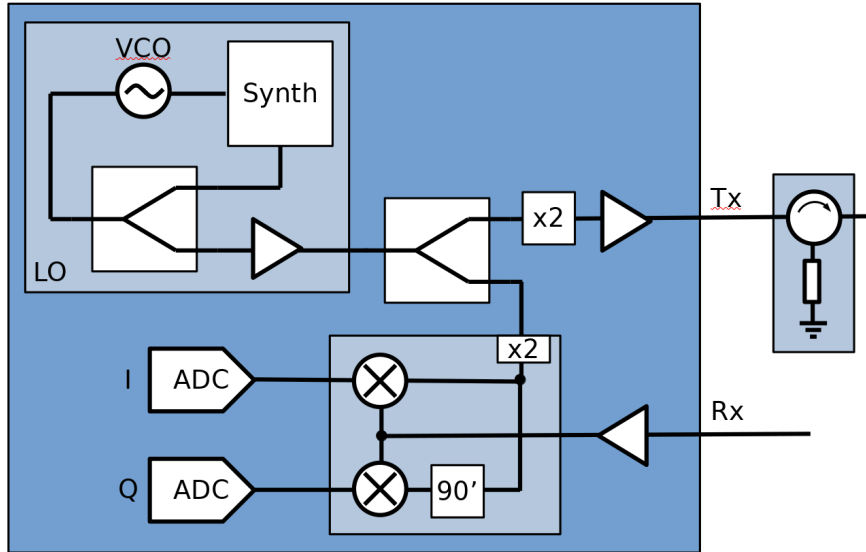 VCO
Synth
LO
x2
Tx
x2
I
ADC
Rx
Q
ADC
90’